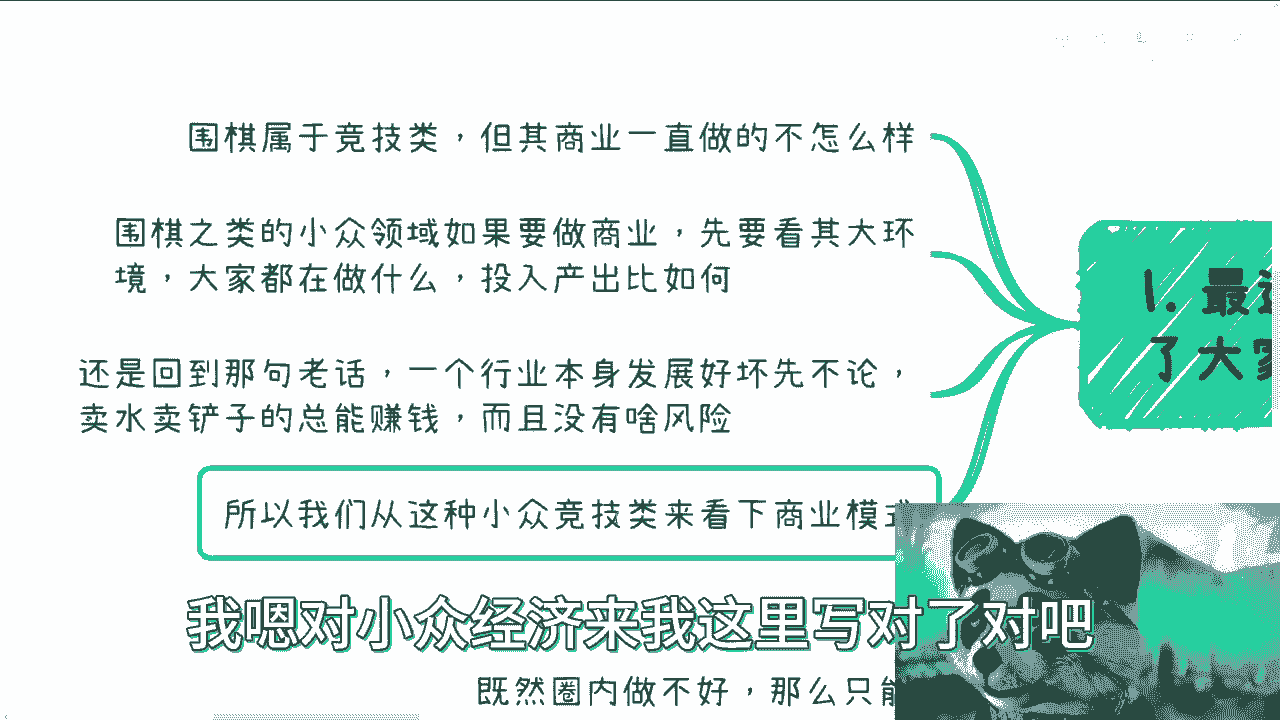 围棋属于竞技类，但其商业一直做的不怎么样
围棋之类的小众领域如果要做商业，先要看其大环
境，大家都在做什么，投入产出比如何
还是回到那句老话，一个行业本身发展好坏先不论，
卖水卖铲子的总能赚钱，而且没有啥风险
所以我们从这种小众竞技类来看下商业模式
1. 最近
了大家
我嗯对小众经济来我这里写对了对吧
既然圈内做不好，那么只能